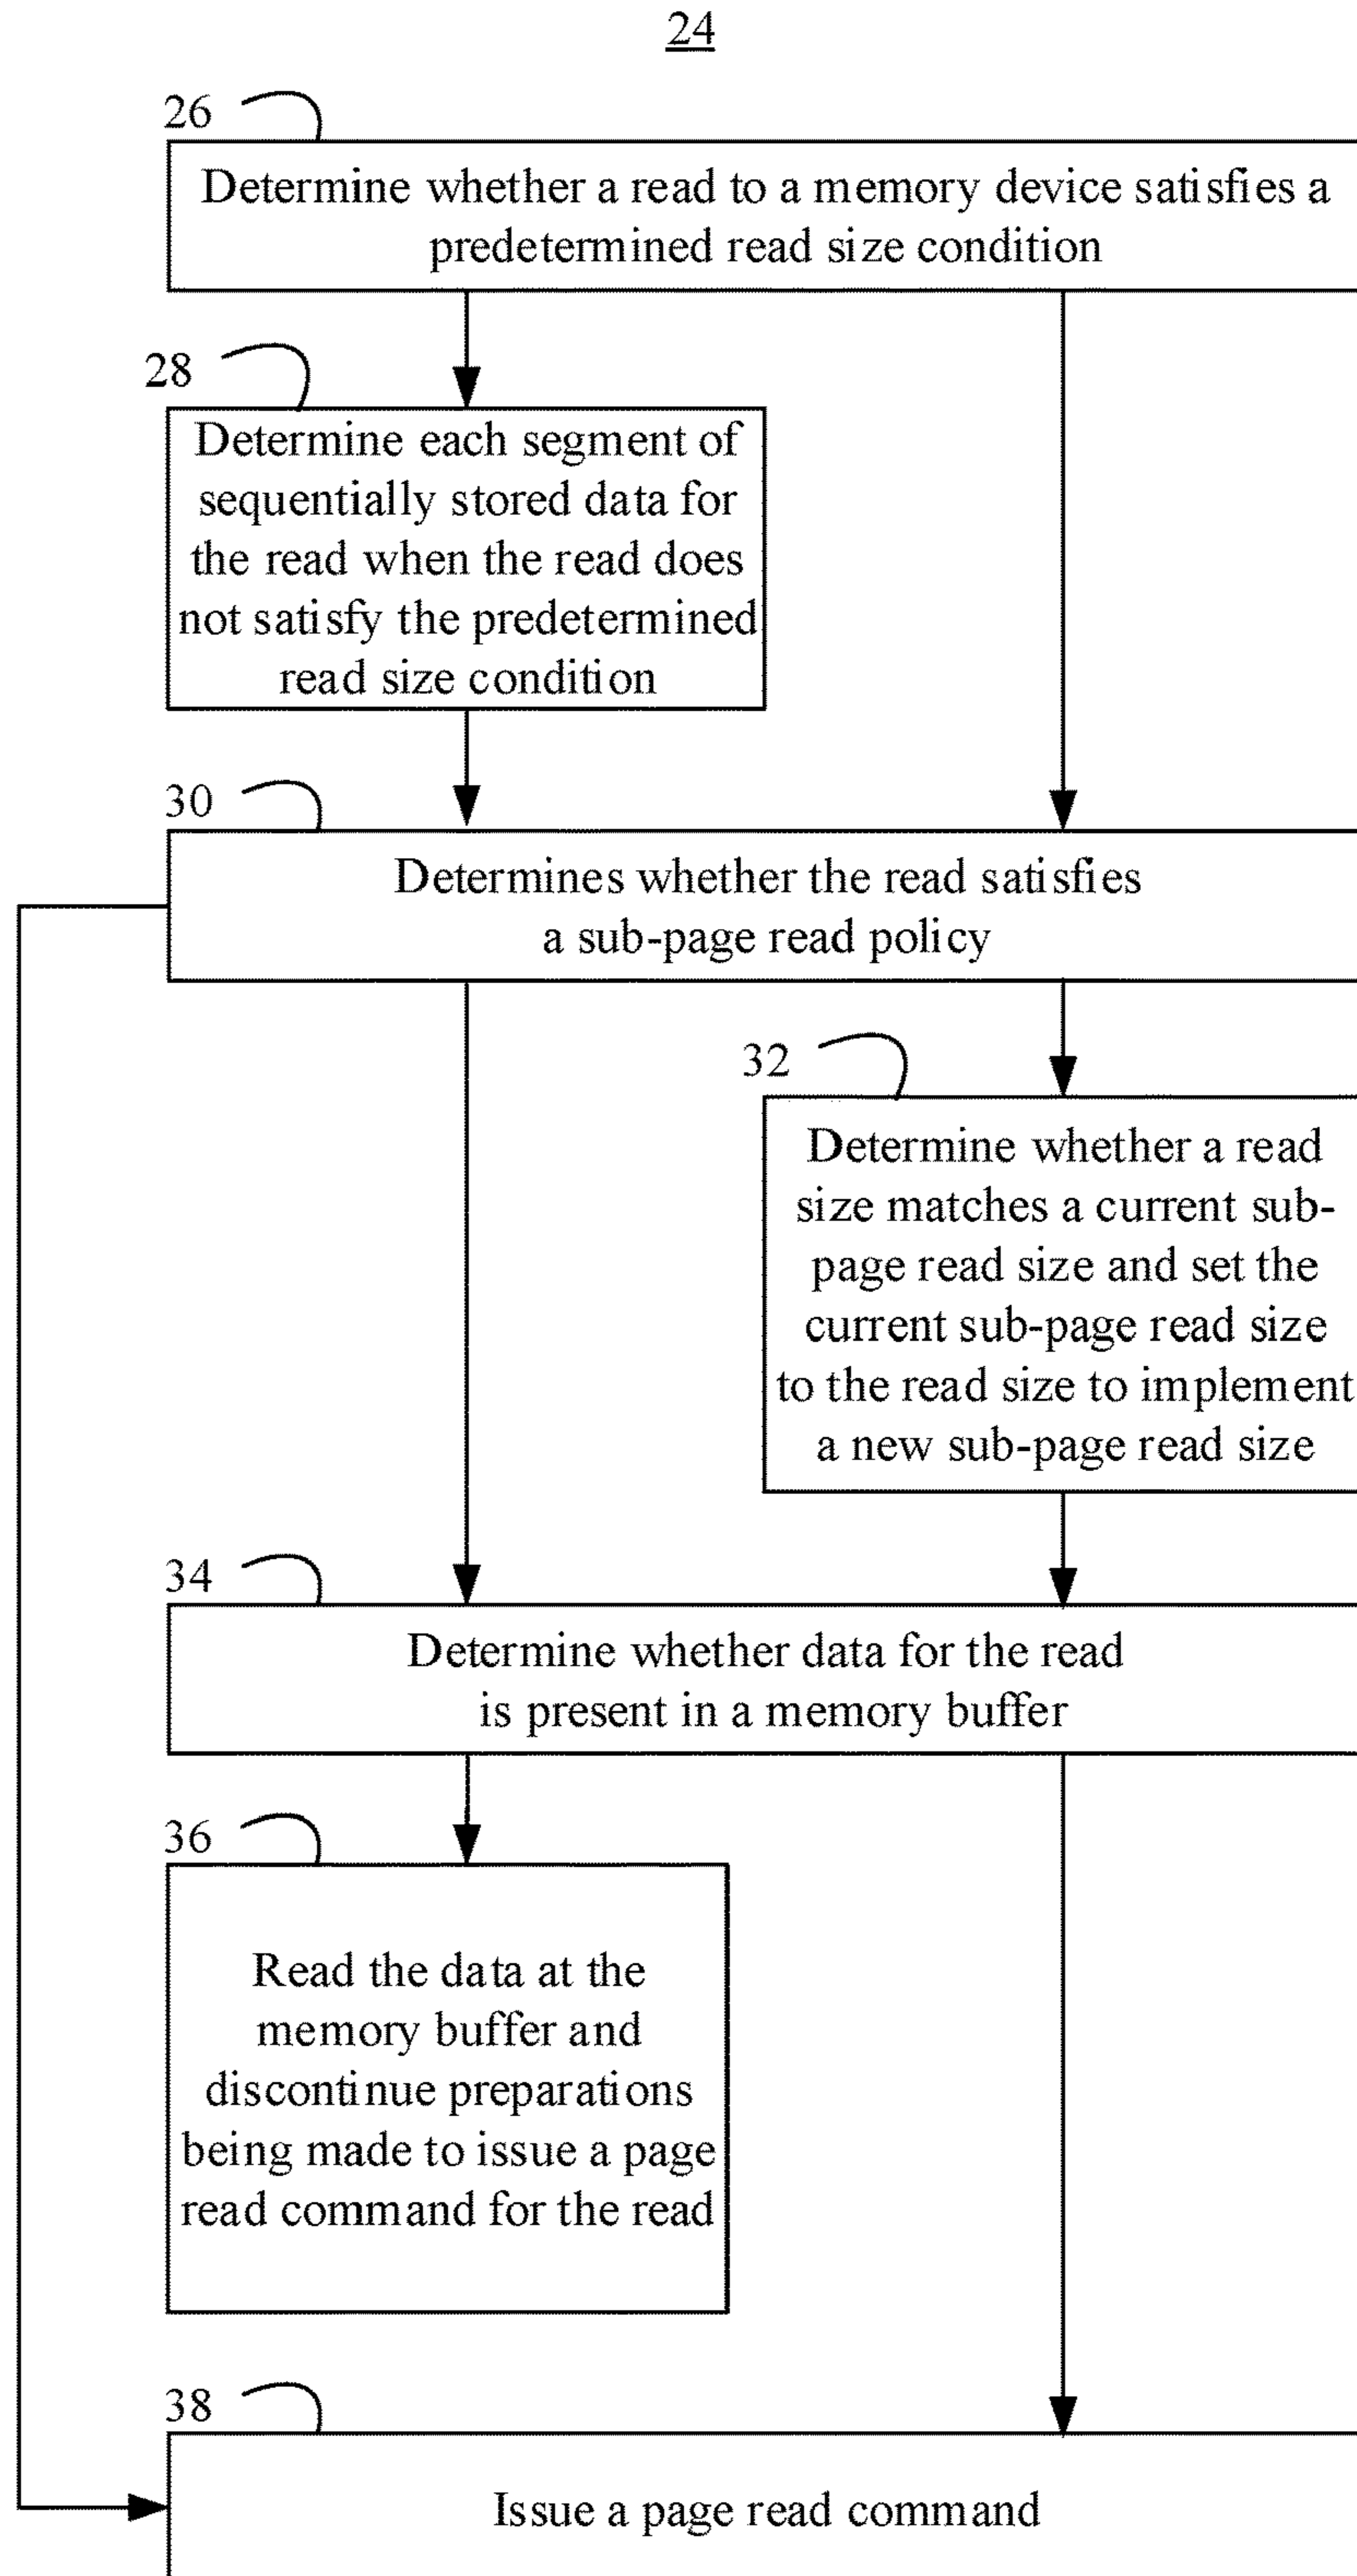 24
26
Determine whether a read to a memory device satisfies a
predetermined read size condition
28
Determine each segment of
sequentially stored data for
the read when the read does
not satisfy the predetermined
read size condition
30
Determines whether the read satisfies
a sub-page read policy
32
Determine whether a read
size matches a current sub-
page read size and set the
current sub-page read size
to the read size to implement
a new sub-page read size
34
Determine whether data for the read
is present in a memory buffer
36
Read the data at the
memory buffer and
discontinue preparations
being made to issue a page
read command for the read
38
Issue a page read command